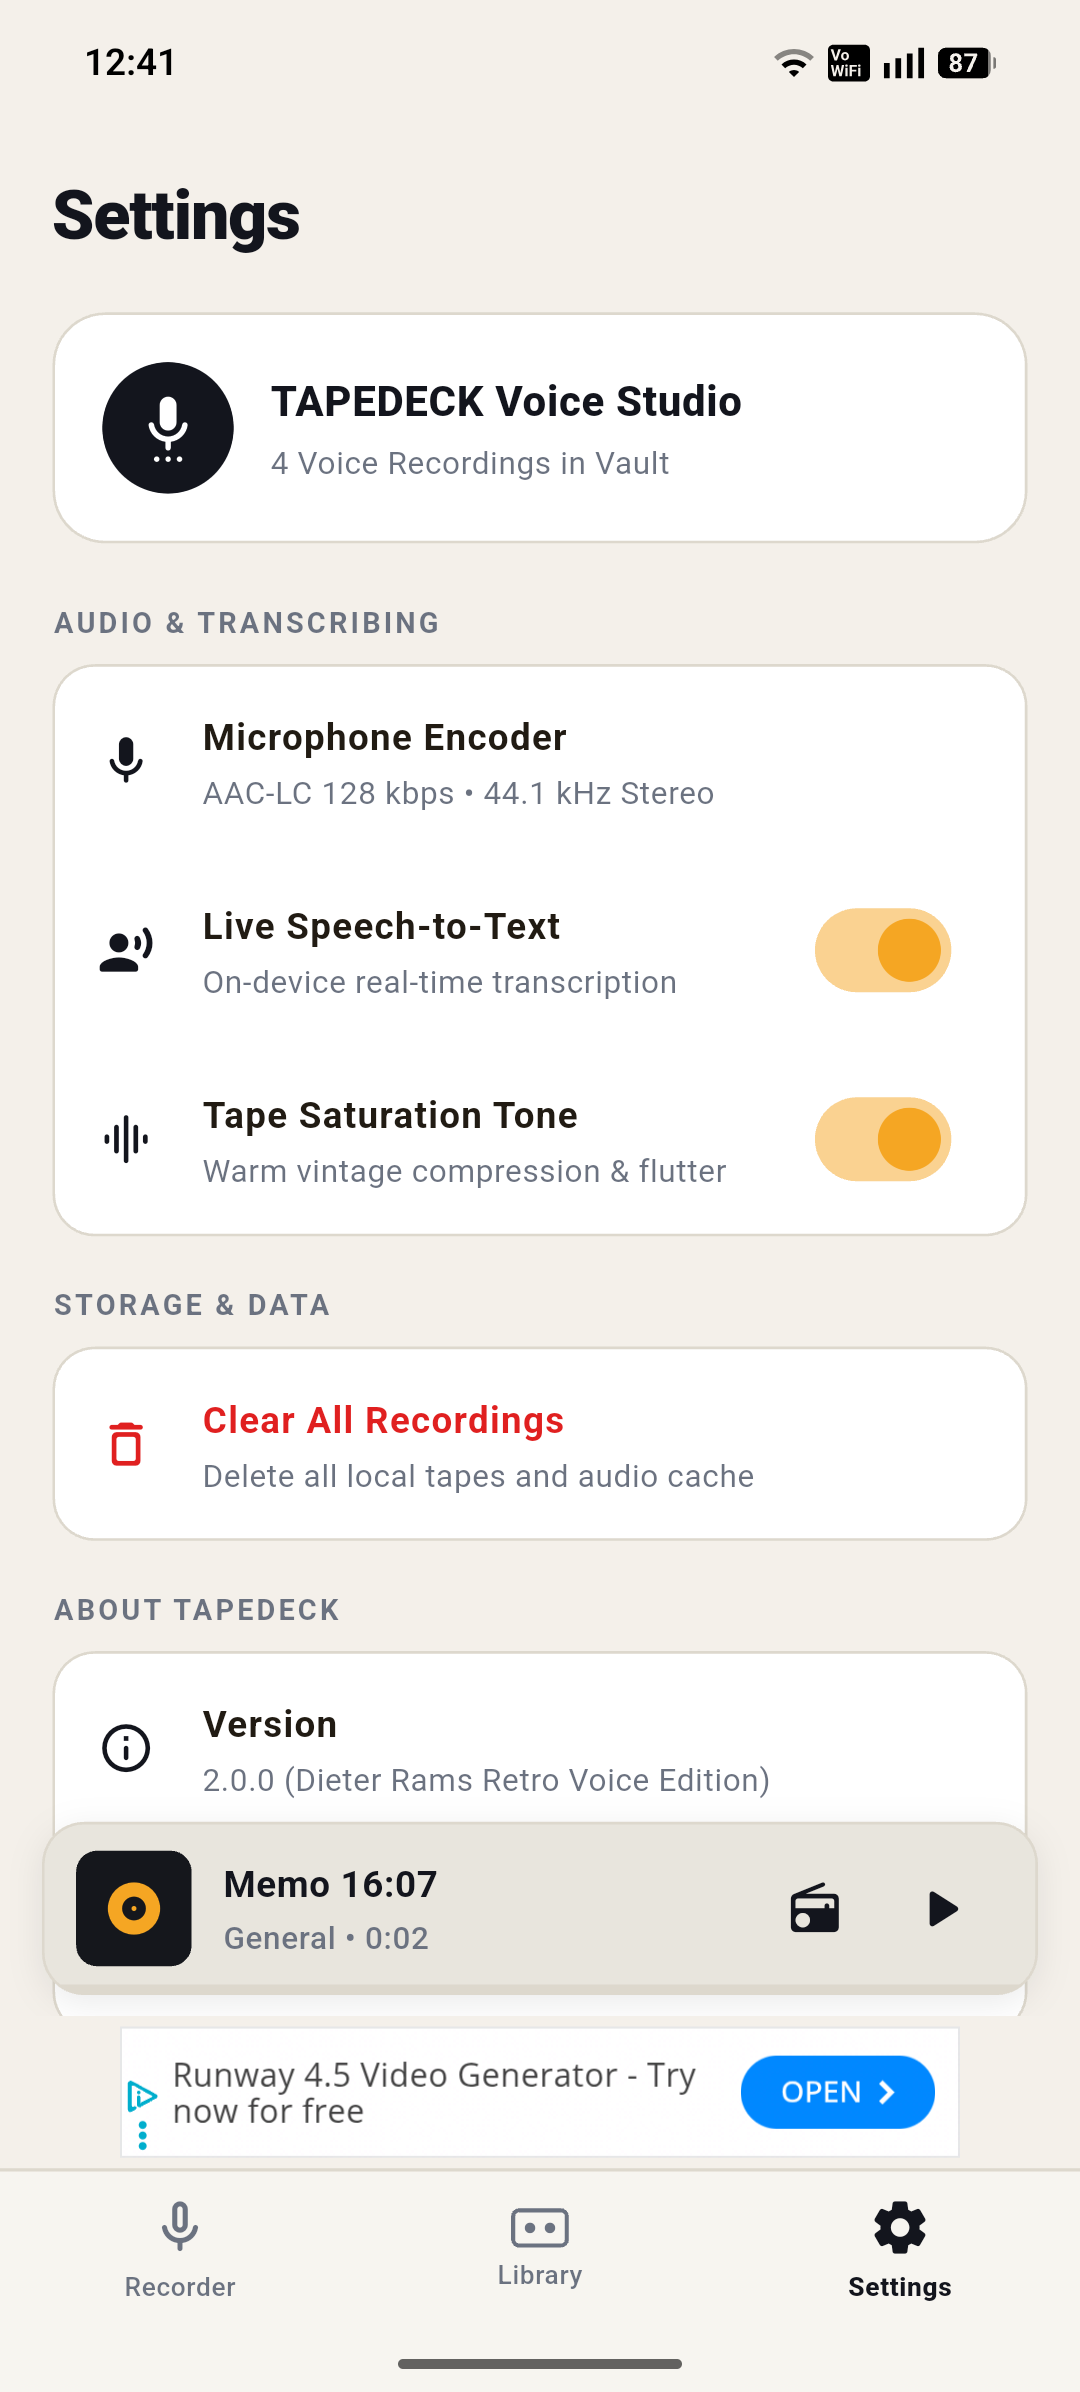 12:41
Vo
WiFi
87
Settings
TAPEDECK Voice Studio
4 Voice Recordings in Vault
AUDIO & TRANSCRIBING
Microphone Encoder
AAC-LC 128 kbps • 44.1 kHz Stereo
Live Speech-to-Text
On-device real-time transcription
Tape Saturation Tone
Warm vintage compression & flutter
STORAGE & DATA
Clear All Recordings
Delete all local tapes and audio cache
ABOUT TAPEDECK
Version
2.0.0 (Dieter Rams Retro Voice Edition)
Memo 16:07
General • 0:02
Runway 4.5 Video Generator - Try
now for free
OPEN
Recorder
Library
Settings